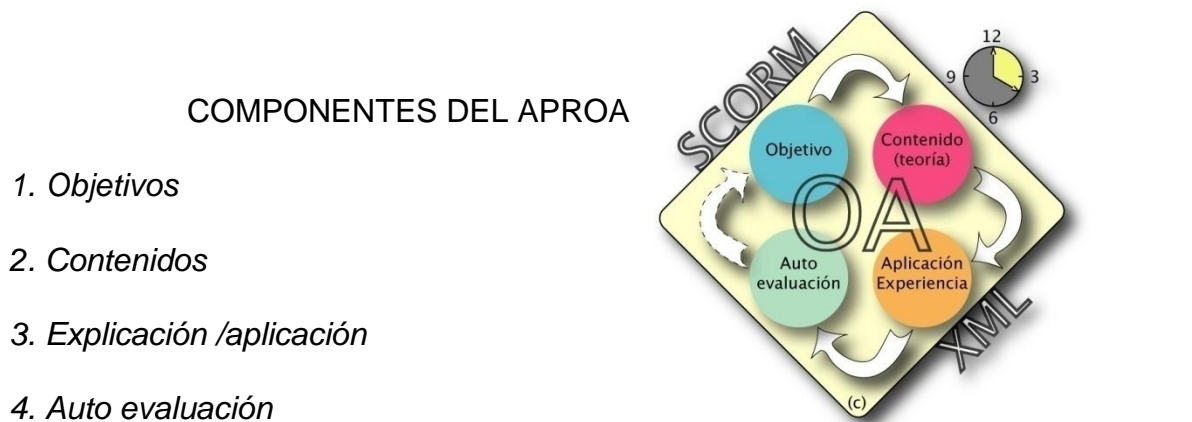 COMPONENTES DEL APROA
1. Objetivos
2. Contenidos
3. Explicación /aplicación
4. Auto evaluación
SCORM
12
9
3
6
Objetivo
Contenido
(teoría)
OA
Auto
evaluación
Aplicación
Experiencia
XML
(c)